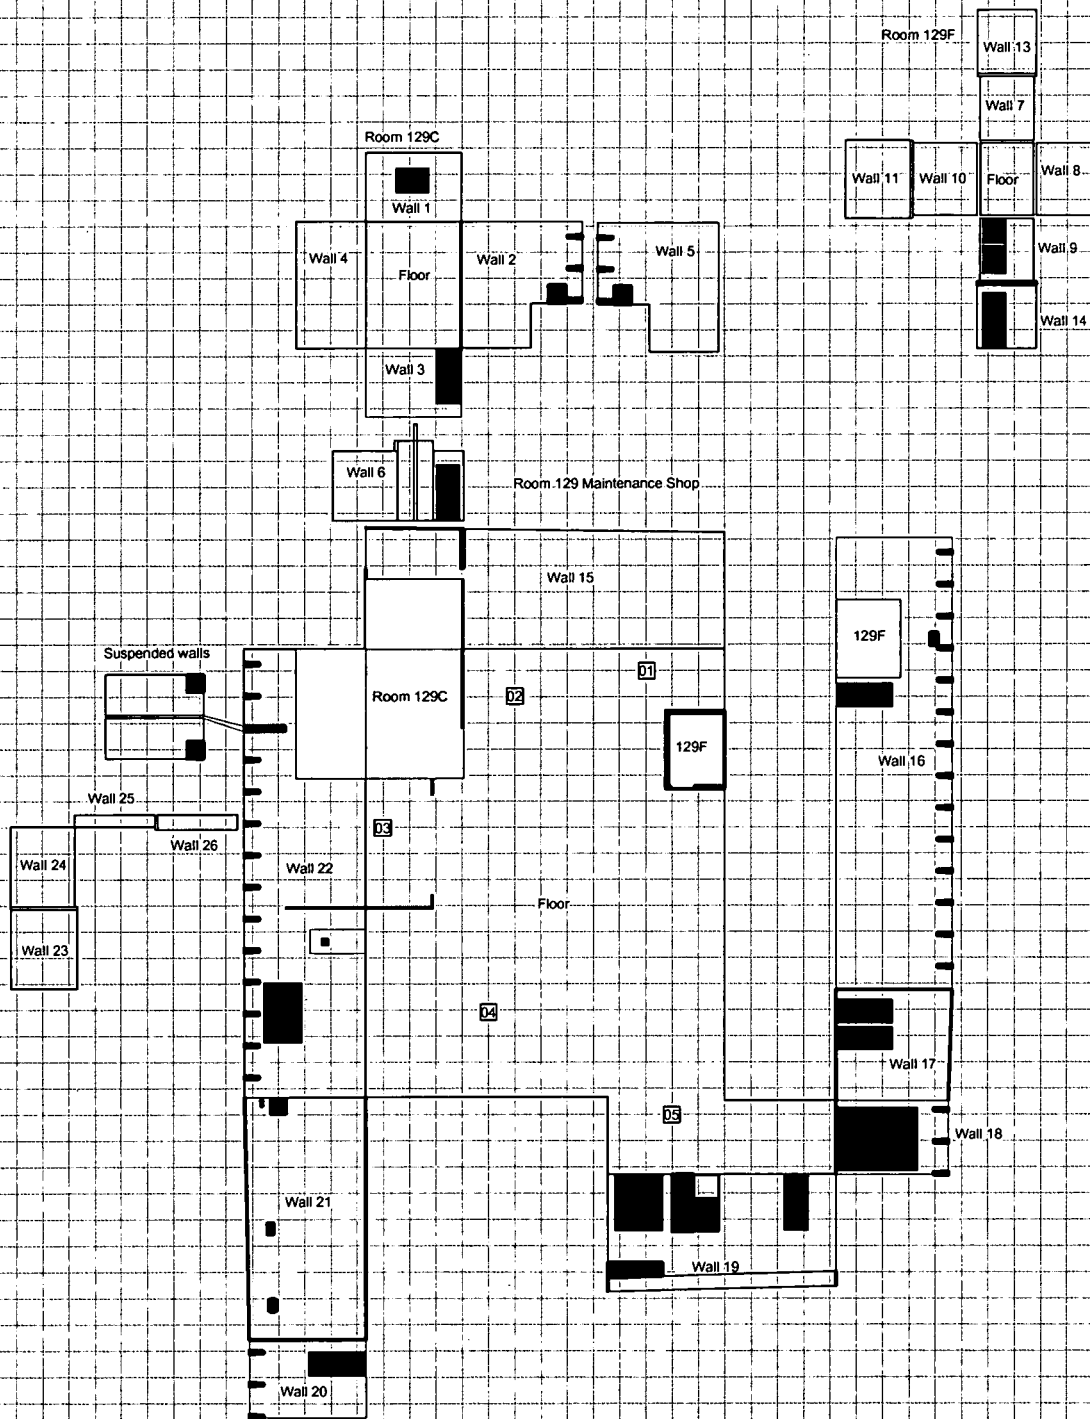 Room 129F
Wall 13
Wall 7
Room 129C
Wall 11
Wall 10
Floor
Wall 8
Wall 1
Wall 4
Floor
Wall 2
Wall 5
Wall 9
Wall 14
Wall 3
Wall 6
Room 129 Maintenance Shop
Wall 15
129F
Suspended walls
Room 129C
02
01
129F
Wall 16
Wall 25
Wall 26
03
Wall 24
Wall 22
Floor
Wall 23
04
Wall 17
05
Wall 18
Wall 21
Wall 19
Wall 20